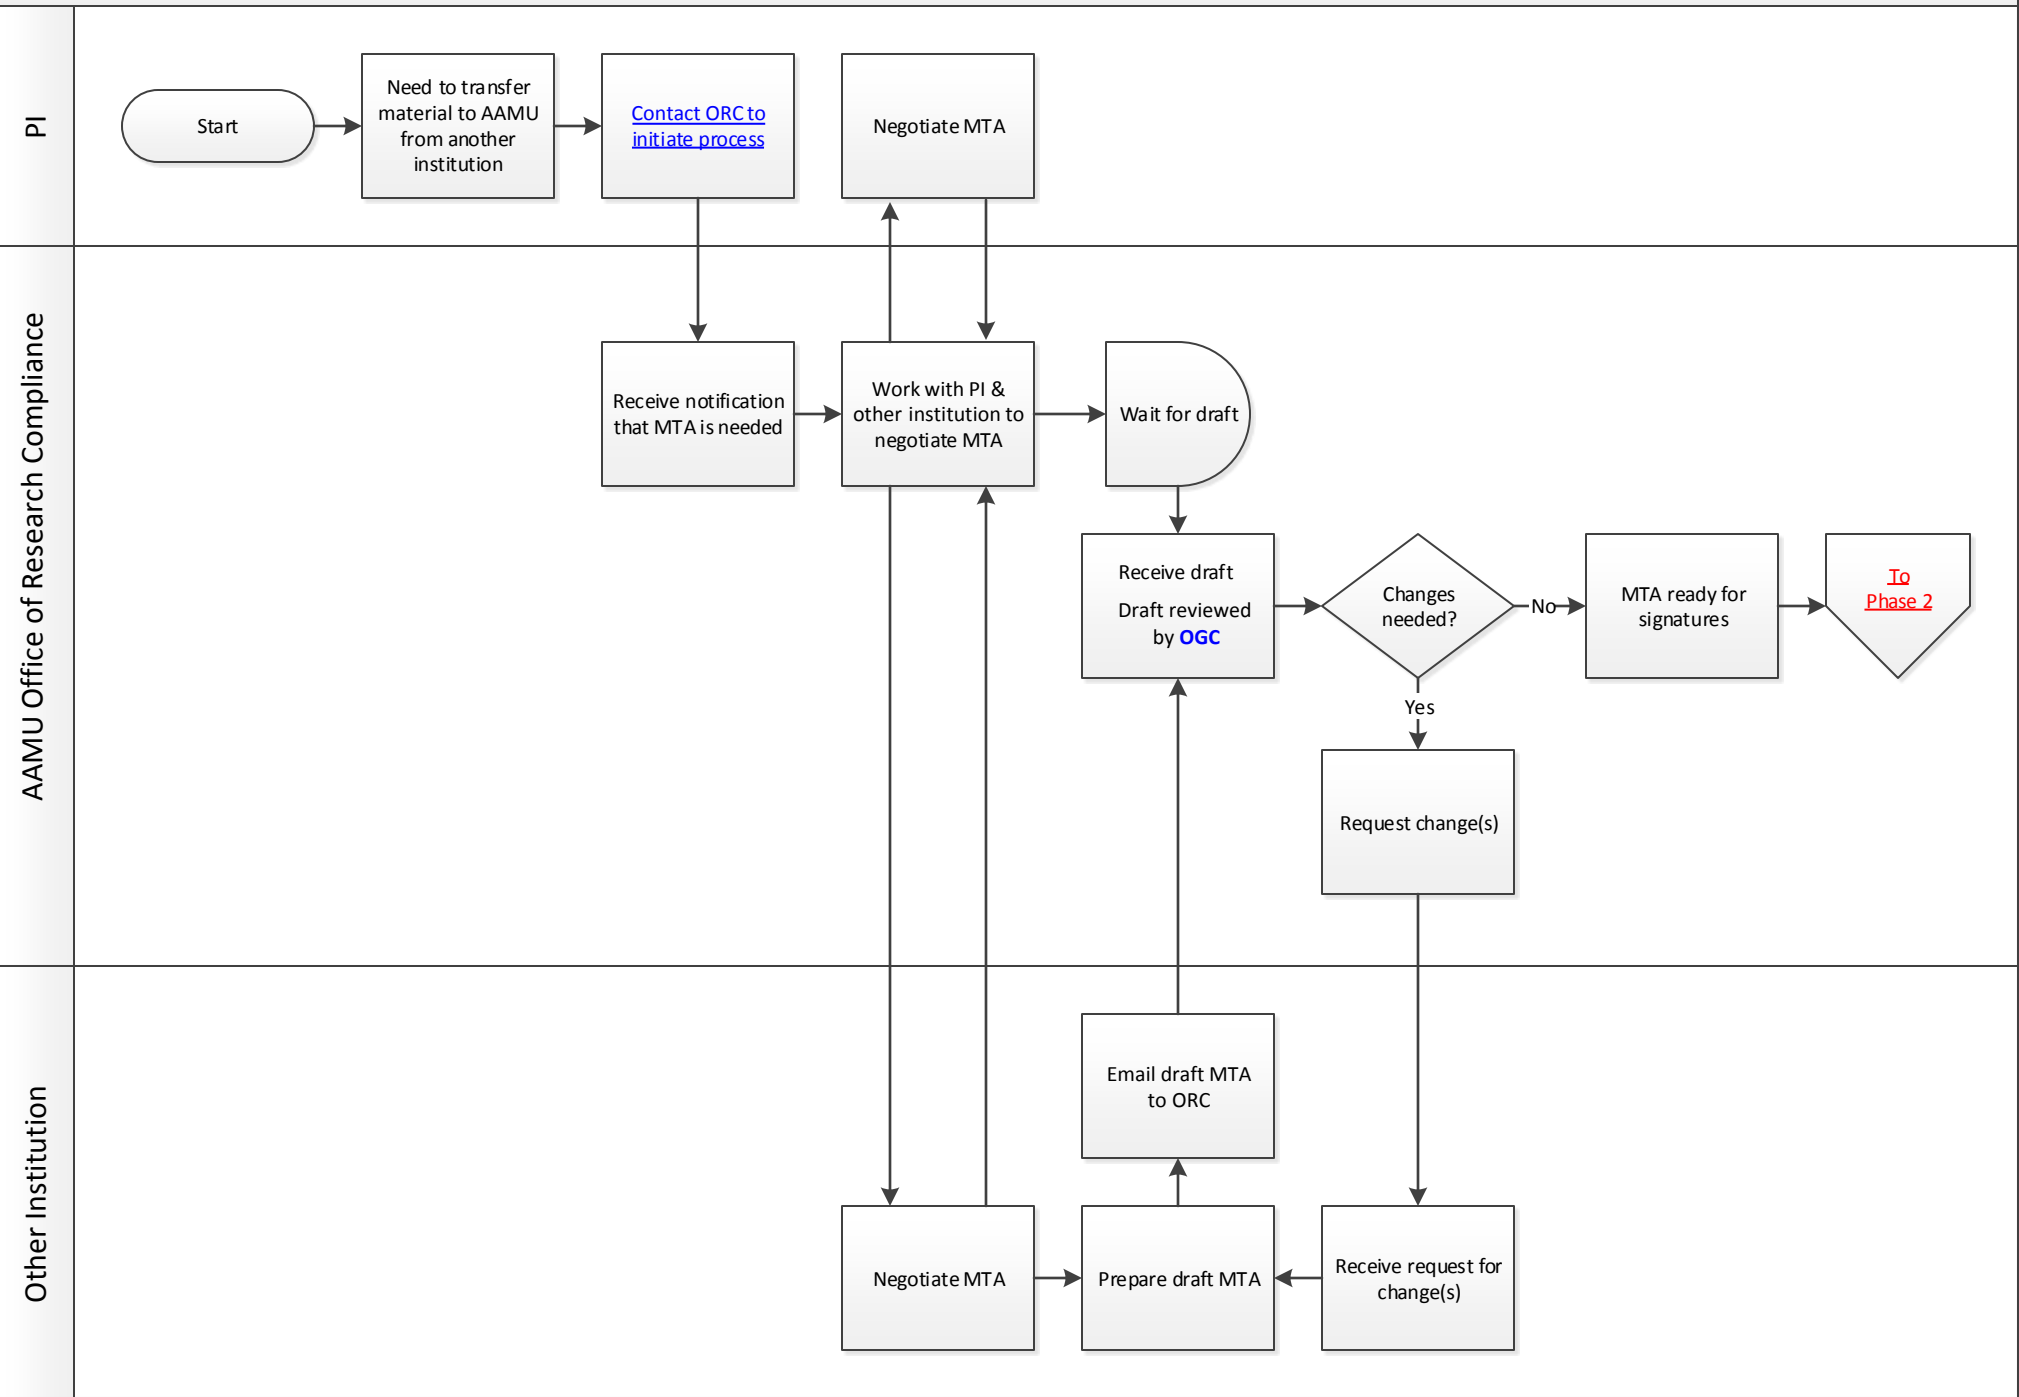 PI
Start
Need to transfer
material to AAMU
from another
institution
Contact ORC to
initiate process
Negotiate MTA
AAMU Office of Research Compliance
Receive notification
that MTA is needed
Work with PI &
other institution to
negotiate MTA
Wait for draft
Receive draft
Draft reviewed
by OGC
Changes
needed?
No
MTA ready for
signatures
To
Phase 2
Yes
Request change(s)
Other Institution
Email draft MTA
to ORC
Negotiate MTA
Prepare draft MTA
Receive request for
change(s)